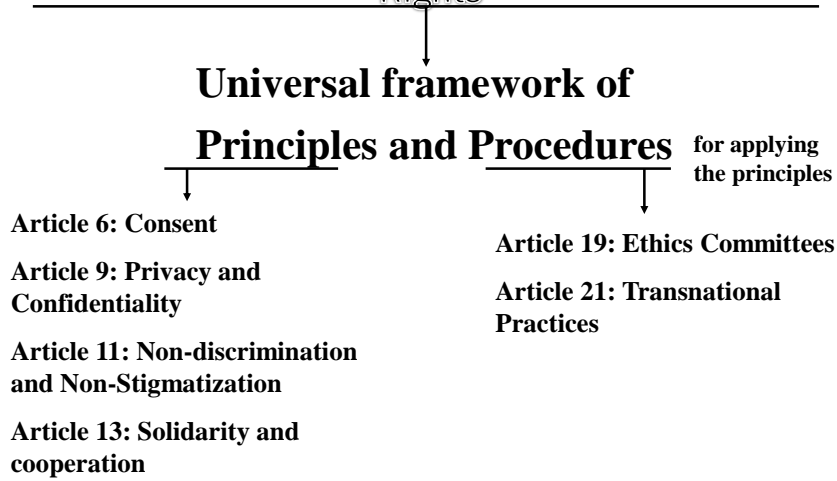 Rights
Universal framework of
Principles and Procedures
for applying
the principles
Article 6: Consent
Article 9: Privacy and
Confidentiality
Article 11: Non-discrimination
and Non-Stigmatization
Article 13: Solidarity and
cooperation
Article 19: Ethics Committees
Article 21: Transnational
Practices